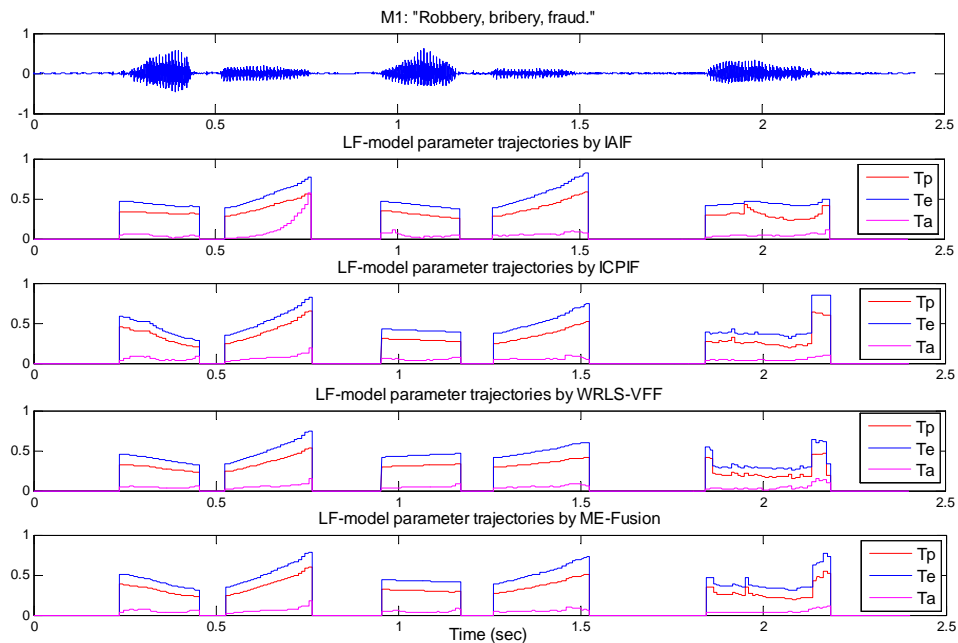 M1: "Robbery, bribery, fraud."
1
0
-1
0 0.5 1 1.5 2 2.5
LF-model parameter trajectories by IAIF
1
0.5
0
Tp
Te
Ta
0 0.5 1 1.5 2 2.5
LF-model parameter trajectories by ICPIF
1
0.5
0
Tp
Te
Ta
0 0.5 1 1.5 2 2.5
LF-model parameter trajectories by WRLS-VFF
1
0.5
0
Tp
Te
Ta
0 0.5 1 1.5 2 2.5
LF-model parameter trajectories by ME-Fusion
1
0.5
0
Tp
Te
Ta
0 0.5 1 1.5 2 2.5
Time (sec)